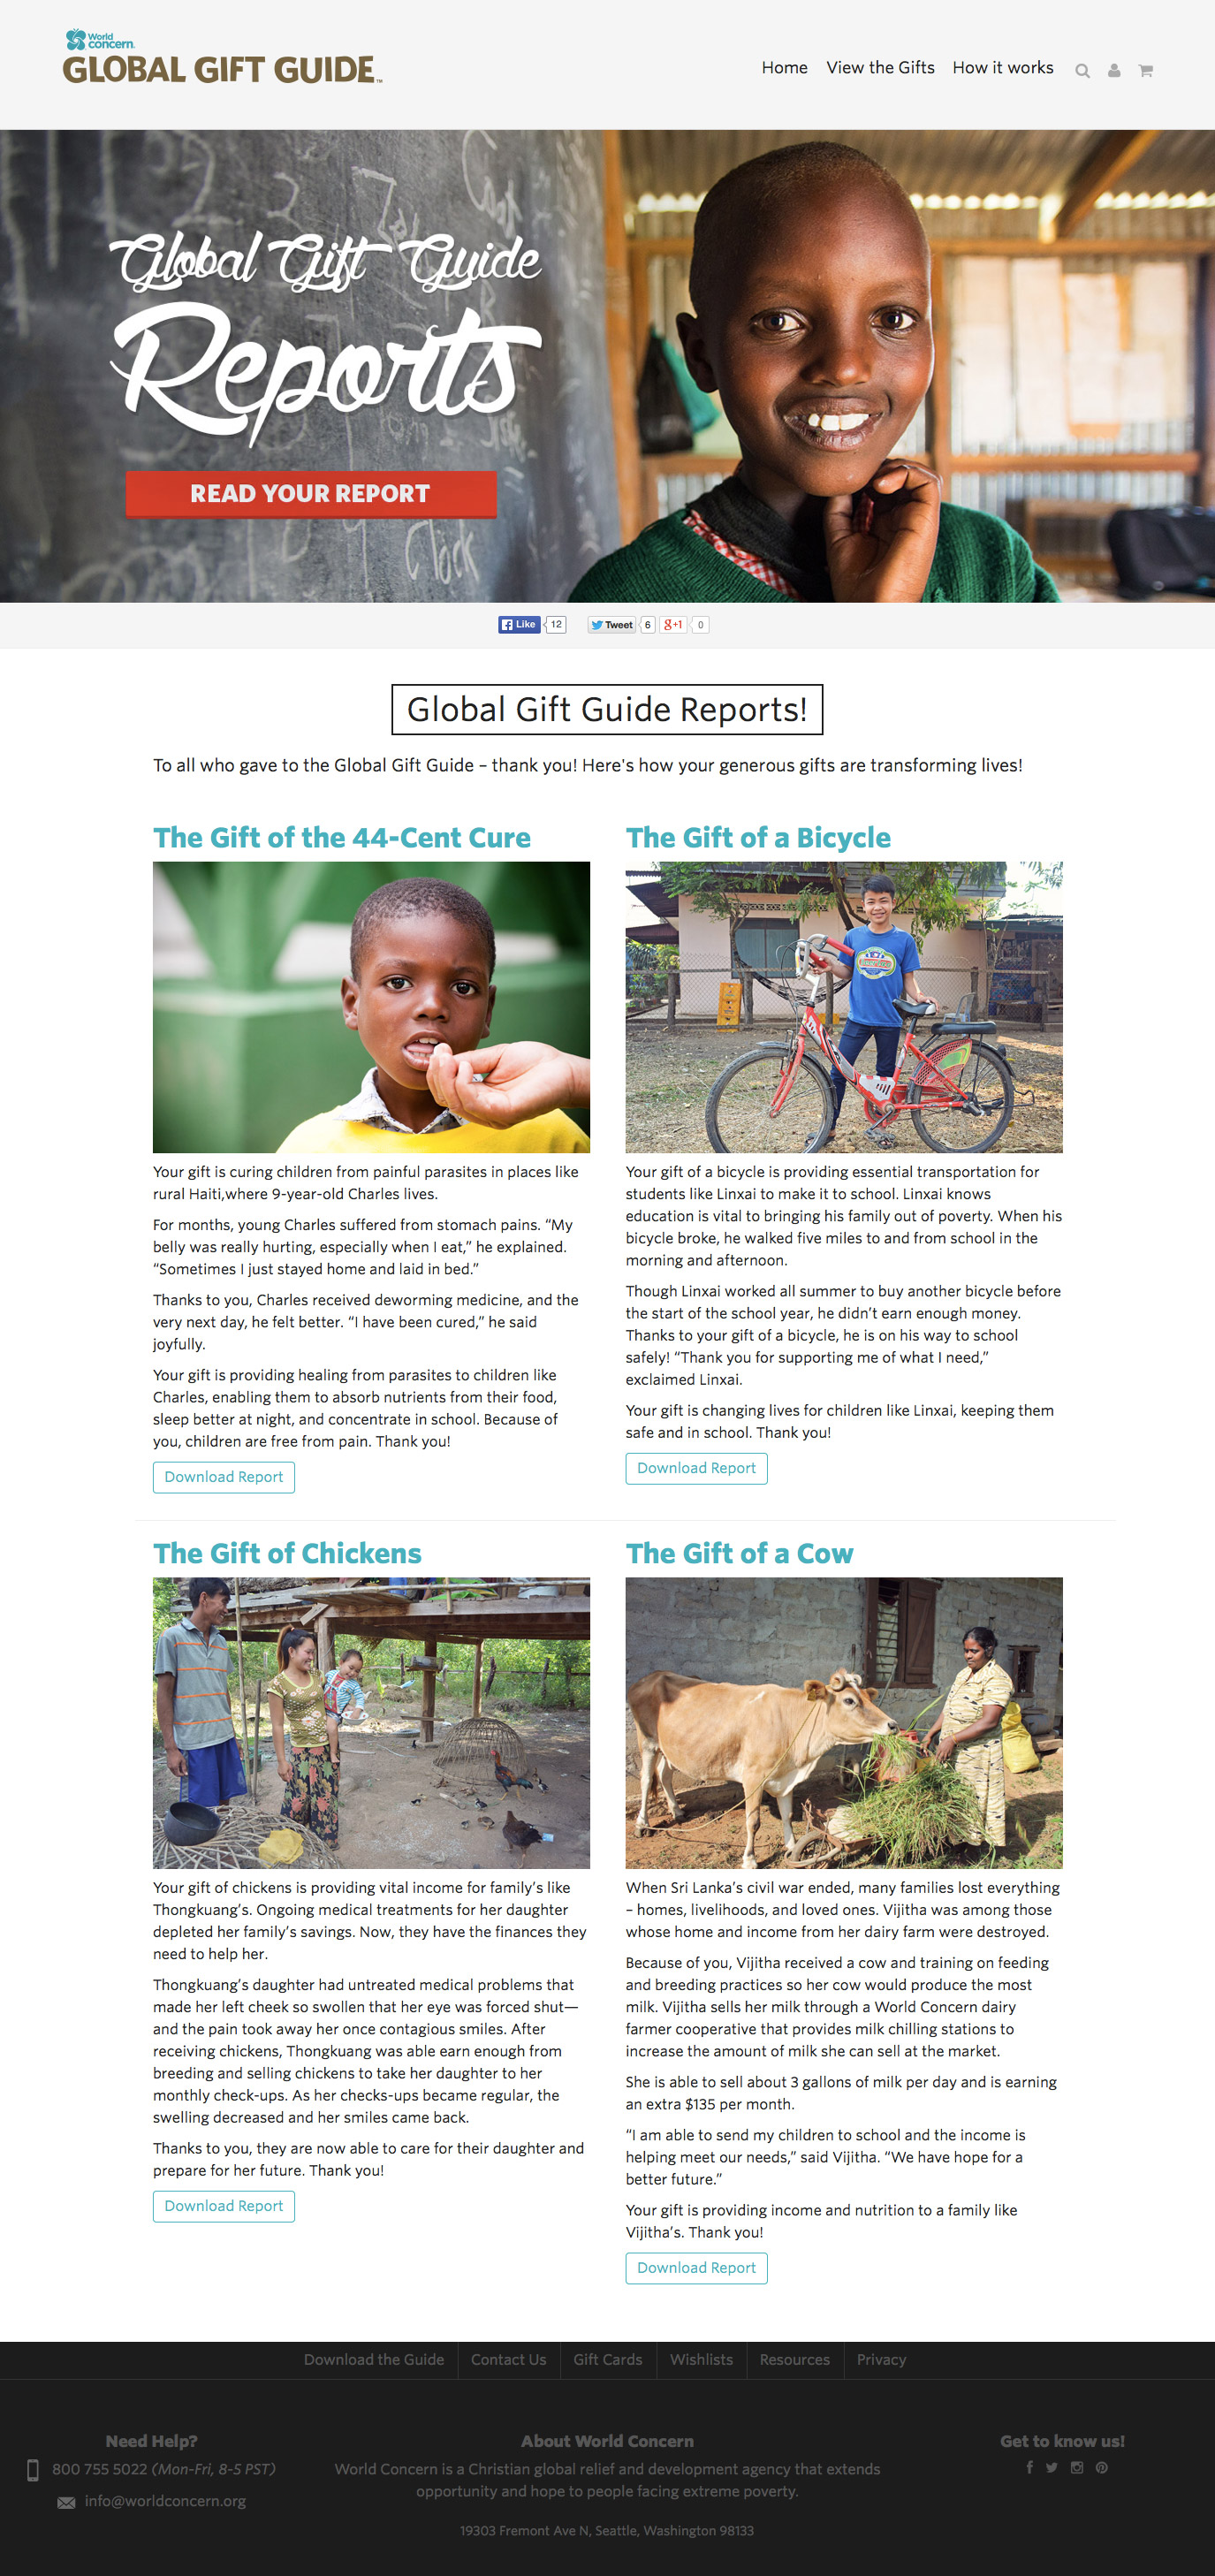 World
concern.
GLOBAL GIFT GUIDE™
Home View the Gifts How it works
Global Gift Guide
Reports
READ YOUR REPORT
Click
Like 12 Tweet 6 g+1 0
Global Gift Guide Reports!
To all who gave to the Global Gift Guide – thank you! Here's how your generous gifts are transforming lives!
The Gift of the 44-Cent Cure
Your gift is curing children from painful parasites in places like
rural Haiti,where 9-year-old Charles lives.
For months, young Charles suffered from stomach pains. “My
belly was really hurting, especially when I eat,” he explained.
“Sometimes I just stayed home and laid in bed.”
Thanks to you, Charles received deworming medicine, and the
very next day, he felt better. “I have been cured,” he said
joyfully.
Your gift is providing healing from parasites to children like
Charles, enabling them to absorb nutrients from their food,
sleep better at night, and concentrate in school. Because of
you, children are free from pain. Thank you!
Download Report
The Gift of a Bicycle
Your gift of a bicycle is providing essential transportation for
students like Linxai to make it to school. Linxai knows
education is vital to bringing his family out of poverty. When his
bicycle broke, he walked five miles to and from school in the
morning and afternoon.
Though Linxai worked all summer to buy another bicycle before
the start of the school year, he didn’t earn enough money.
Thanks to your gift of a bicycle, he is on his way to school
safely! “Thank you for supporting me of what I need,”
exclaimed Linxai.
Your gift is changing lives for children like Linxai, keeping them
safe and in school. Thank you!
Download Report
The Gift of Chickens
Your gift of chickens is providing vital income for family’s like
Thongkuang’s. Ongoing medical treatments for her daughter
depleted her family’s savings. Now, they have the finances they
need to help her.
Thongkuang’s daughter had untreated medical problems that
made her left cheek so swollen that her eye was forced shut—
and the pain took away her once contagious smiles. After
receiving chickens, Thongkuang was able earn enough from
breeding and selling chickens to take her daughter to her
monthly check-ups. As her checks-ups became regular, the
swelling decreased and her smiles came back.
Thanks to you, they are now able to care for their daughter and
prepare for her future. Thank you!
Download Report
The Gift of a Cow
When Sri Lanka’s civil war ended, many families lost everything
– homes, livelihoods, and loved ones. Vijitha was among those
whose home and income from her dairy farm were destroyed.
Because of you, Vijitha received a cow and training on feeding
and breeding practices so her cow would produce the most
milk. Vijitha sells her milk through a World Concern dairy
farmer cooperative that provides milk chilling stations to
increase the amount of milk she can sell at the market.
She is able to sell about 3 gallons of milk per day and is earning
an extra $135 per month.
“I am able to send my children to school and the income is
helping meet our needs,” said Vijitha. “We have hope for a
better future.”
Your gift is providing income and nutrition to a family like
Vijitha’s. Thank you!
Download Report
Download the Guide Contact Us Gift Cards Wishlists Resources Privacy
Need Help?
800 755 5022 (Mon-Fri, 8-5 PST)
info@worldconcern.org
About World Concern
World Concern is a Christian global relief and development agency that extends
opportunity and hope to people facing extreme poverty.
19303 Fremont Ave N, Seattle, Washington 98133
Get to know us!